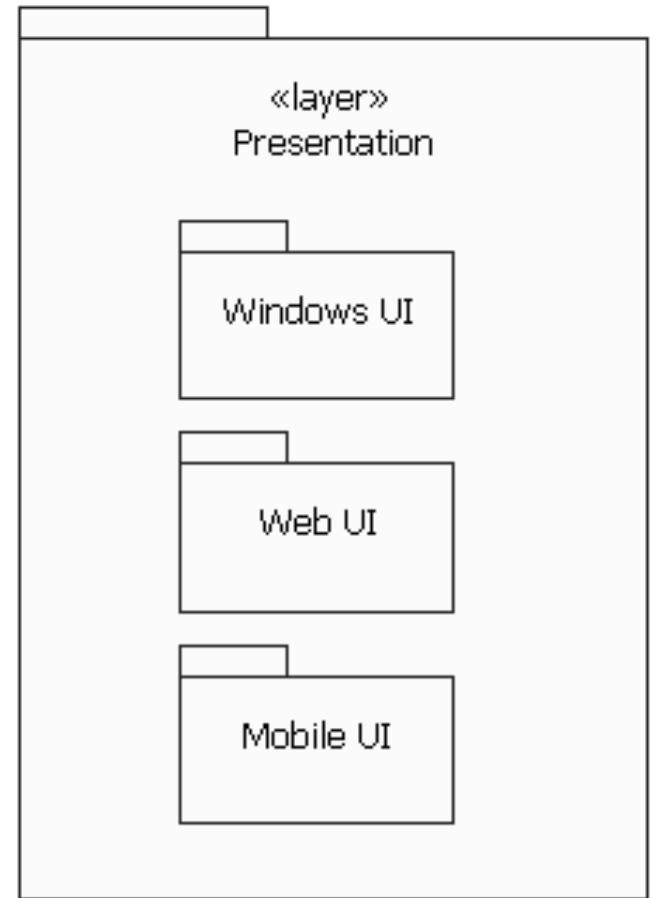 «layer»
Presentation
Windows UI
Web UI
Mobile UI